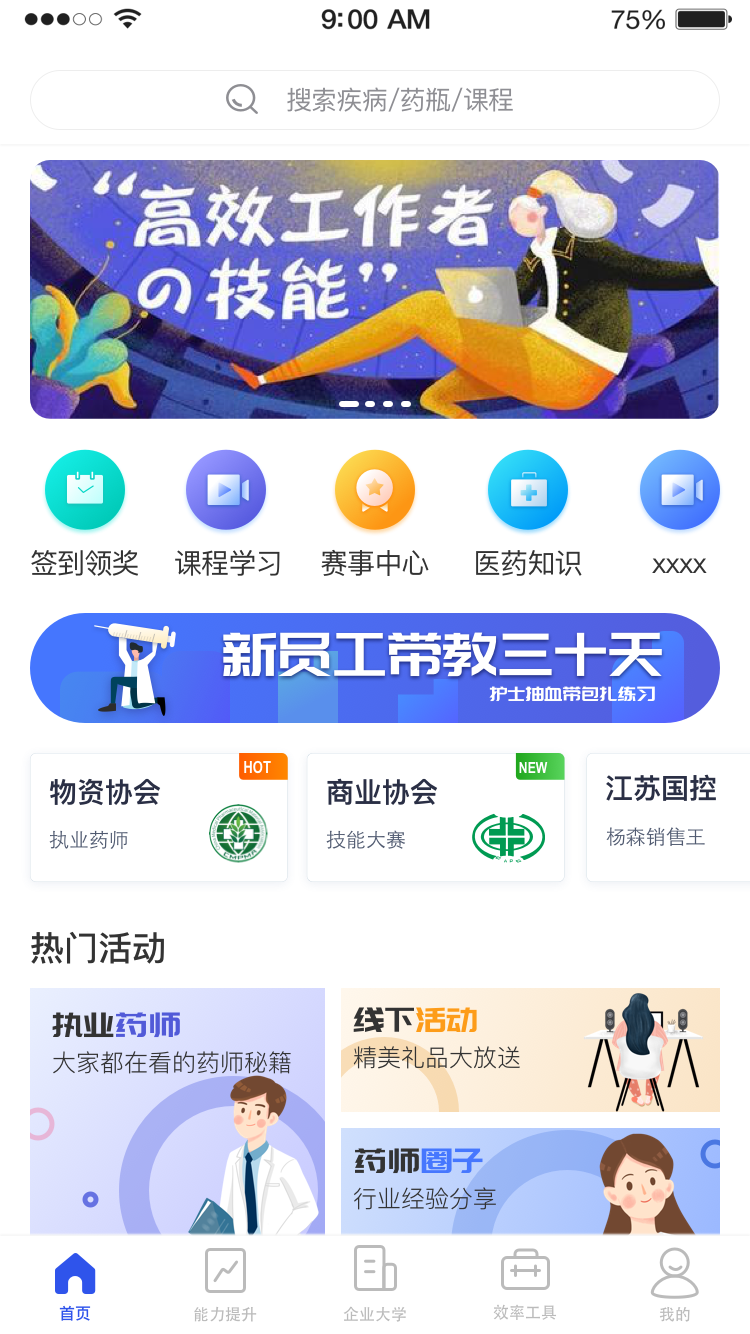 9:00 AM
75%
搜索疾病/药瓶/课程
“高效工作者
の技能”
签到领奖
课程学习
赛事中心
医药知识
xxxx
新员工带教三十天
护士抽血带包扎练习
HOT
物资协会
执业药师
CMPMA
NEW
商业协会
技能大赛
江苏国控
杨森销售王
热门活动
执业药师
大家都在看的药师秘籍
线下活动
精美礼品大放送
药师圈子
行业经验分享
首页
能力提升
企业大学
效率工具
我的